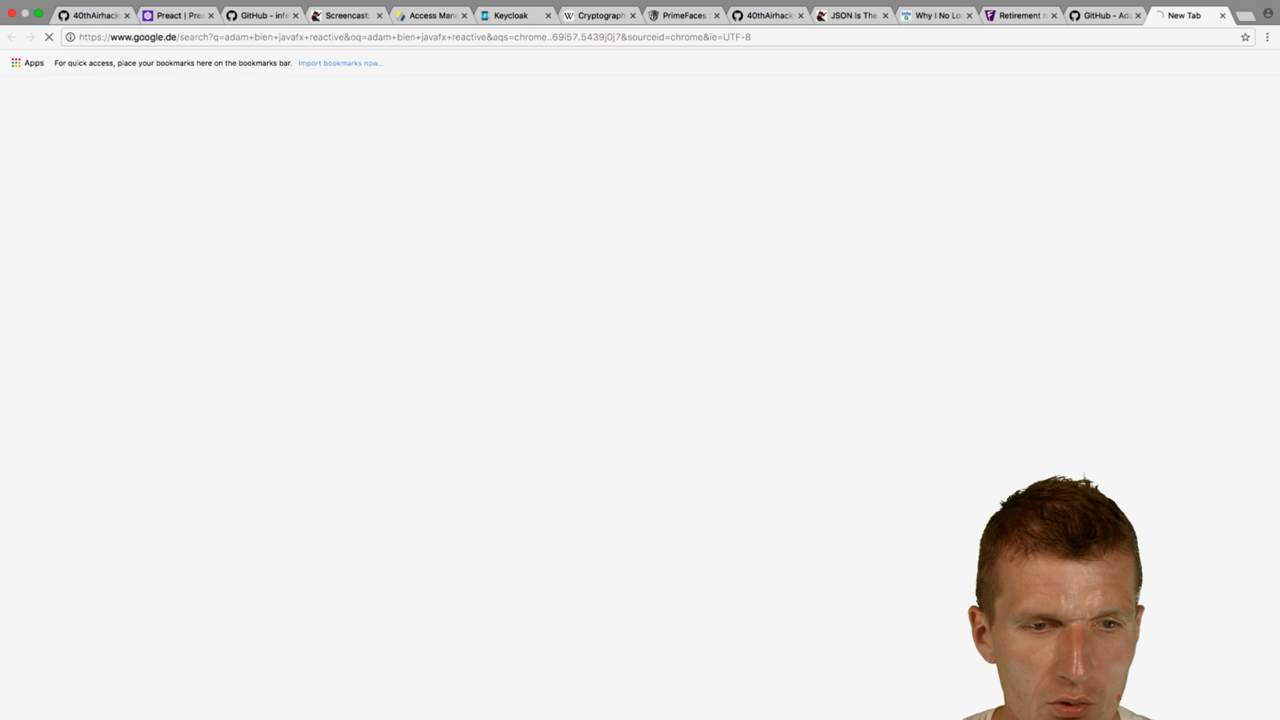 40thAirhack
Preact | Prea
GitHub - infe
Screencast:
Access Mana
Keycloak
Cryptograph
PrimeFaces
40thAirhack
JSON Is The
Why I No Lo
Retirement n
GitHub - Ada
New Tab
https://www.google.de/search?q=adam+bien+javafx+reactive&oq=adam+bien+javafx+reactive&aqs=chrome..69i57.5439j0j7&sourceid=chrome&ie=UTF-8
Apps For quick access, place your bookmarks here on the bookmarks bar. Import bookmarks now...